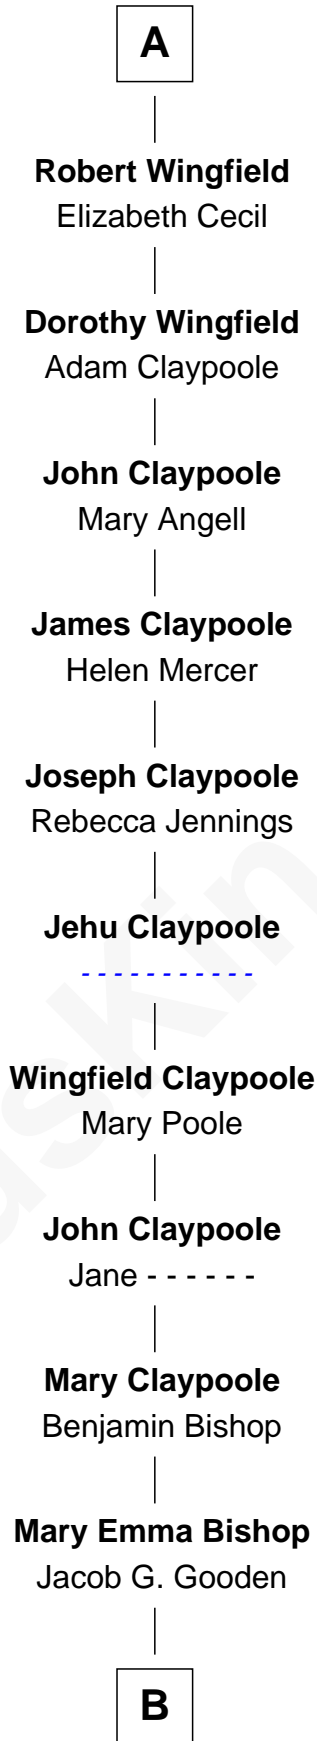 A
Robert Wingfield
Elizabeth Cecil
Dorothy Wingfield
Adam Claypoole
John Claypoole
Mary Angell
James Claypoole
Helen Mercer
Joseph Claypoole
Rebecca Jennings
Jehu Claypoole
- - - - - - - - - - -
Wingfield Claypoole
Mary Poole
John Claypoole
Jane - - - - - -
Mary Claypoole
Benjamin Bishop
Mary Emma Bishop
Jacob G. Gooden
B